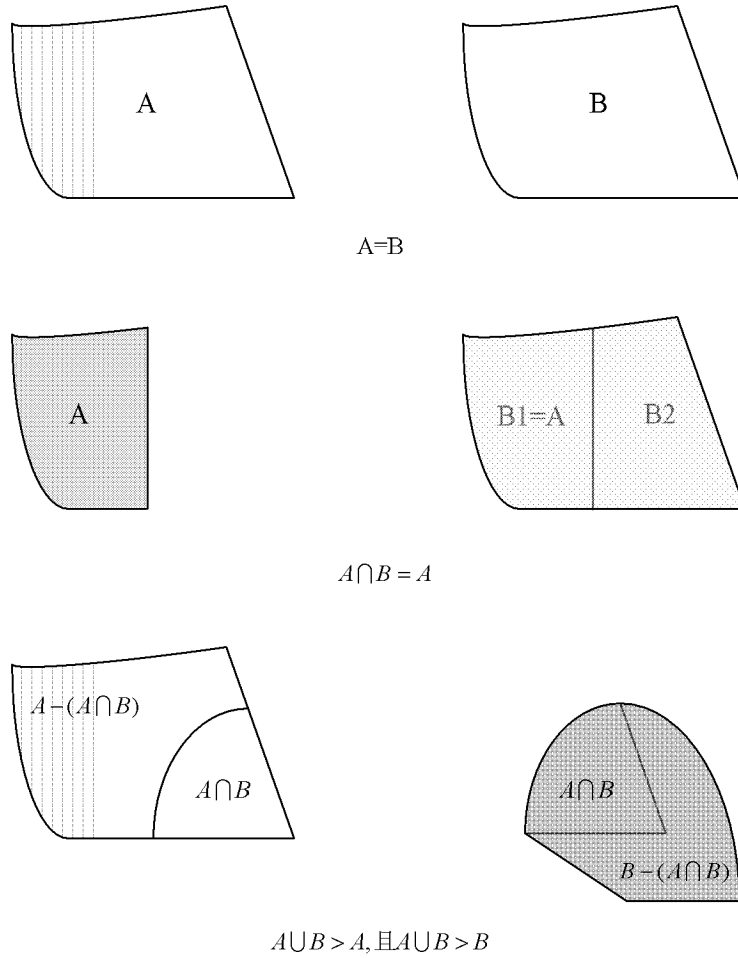 A
B
A=B
A
B1=A
B2
A⋂B = A
A−(A⋂B)
A⋂B
A⋂B
B−(A⋂B)
A⋃B > A, 且A⋃B > B